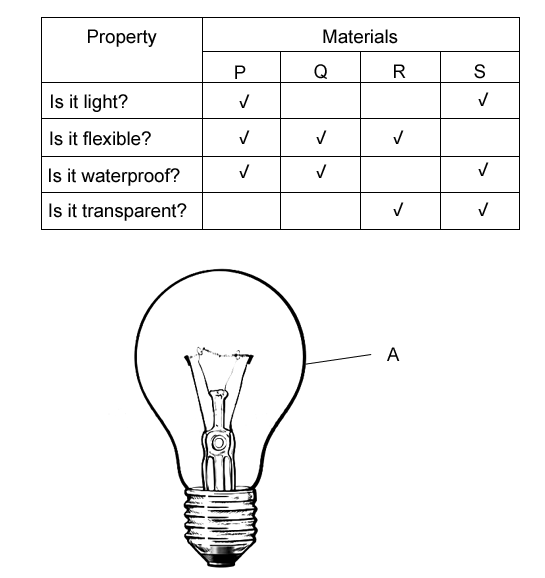 Property Materials
P Q R S
Is it light? √ √
Is it flexible? √ √ √
Is it waterproof? √ √ √
Is it transparent? √ √
A